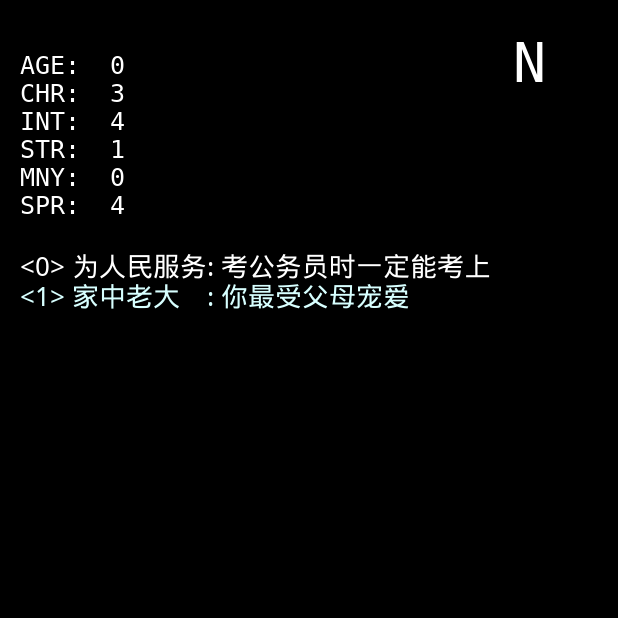 N
AGE: 0
CHR: 3
INT: 4
STR: 1
MNY: 0
SPR: 4
<0> 为人民服务: 考公务员时一定能考上
<1> 家中老大　: 你最受父母宠爱